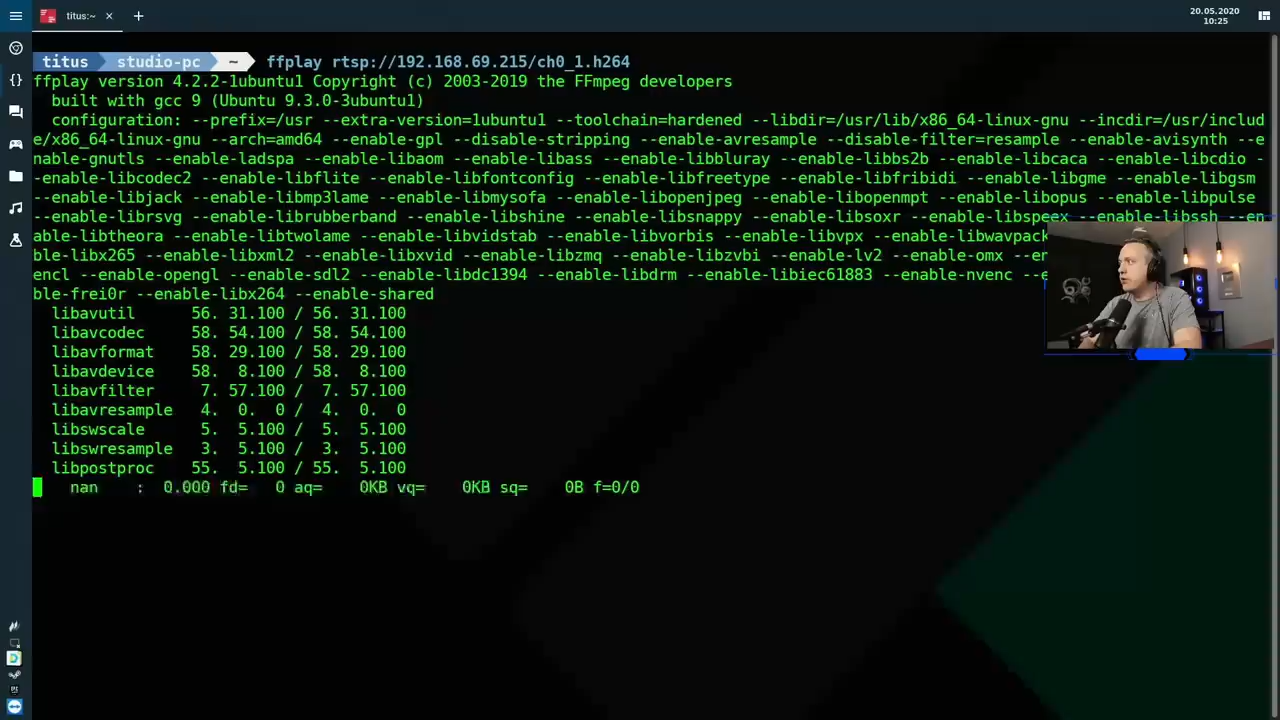 titus:~
20.05.2020
10:25
titus studio-pc ~ ffplay rtsp://192.168.69.215/ch0_1.h264
ffplay version 4.2.2-1ubuntu1 Copyright (c) 2003-2019 the FFmpeg developers
built with gcc 9 (Ubuntu 9.3.0-3ubuntu1)
configuration: --prefix=/usr --extra-version=1ubuntu1 --toolchain=hardened --libdir=/usr/lib/x86_64-linux-gnu --incdir=/usr/includ
e/x86_64-linux-gnu --arch=amd64 --enable-gpl --disable-stripping --enable-avresample --disable-filter=resample --enable-avisynth --e
nable-gnutls --enable-ladspa --enable-libaom --enable-libass --enable-libbluray --enable-libbs2b --enable-libcaca --enable-libcdio -
-enable-libcodec2 --enable-libflite --enable-libfontconfig --enable-libfreetype --enable-libfribidi --enable-libgme --enable-libgsm
--enable-libjack --enable-libmp3lame --enable-libmysofa --enable-libopenjpeg --enable-libopenmpt --enable-libopus --enable-libpulse
--enable-librsvg --enable-librubberband --enable-libshine --enable-libsnappy --enable-libsoxr --enable-libspeex --enable-libssh --en
able-libtheora --enable-libtwolame --enable-libvidstab --enable-libvorbis --enable-libvpx --enable-libwavpack
ble-libx265 --enable-libxml2 --enable-libxvid --enable-libzmq --enable-libzvbi --enable-lv2 --enable-omx --en
encl --enable-opengl --enable-sdl2 --enable-libdc1394 --enable-libdrm --enable-libiec61883 --enable-nvenc --e
ble-frei0r --enable-libx264 --enable-shared
libavutil 56. 31.100 / 56. 31.100
libavcodec 58. 54.100 / 58. 54.100
libavformat 58. 29.100 / 58. 29.100
libavdevice 58. 8.100 / 58. 8.100
libavfilter 7. 57.100 / 7. 57.100
libavresample 4. 0. 0 / 4. 0. 0
libswscale 5. 5.100 / 5. 5.100
libswresample 3. 5.100 / 3. 5.100
libpostproc 55. 5.100 / 55. 5.100
nan : 0.000 fd= 0 aq= 0KB vq= 0KB sq= 0B f=0/0